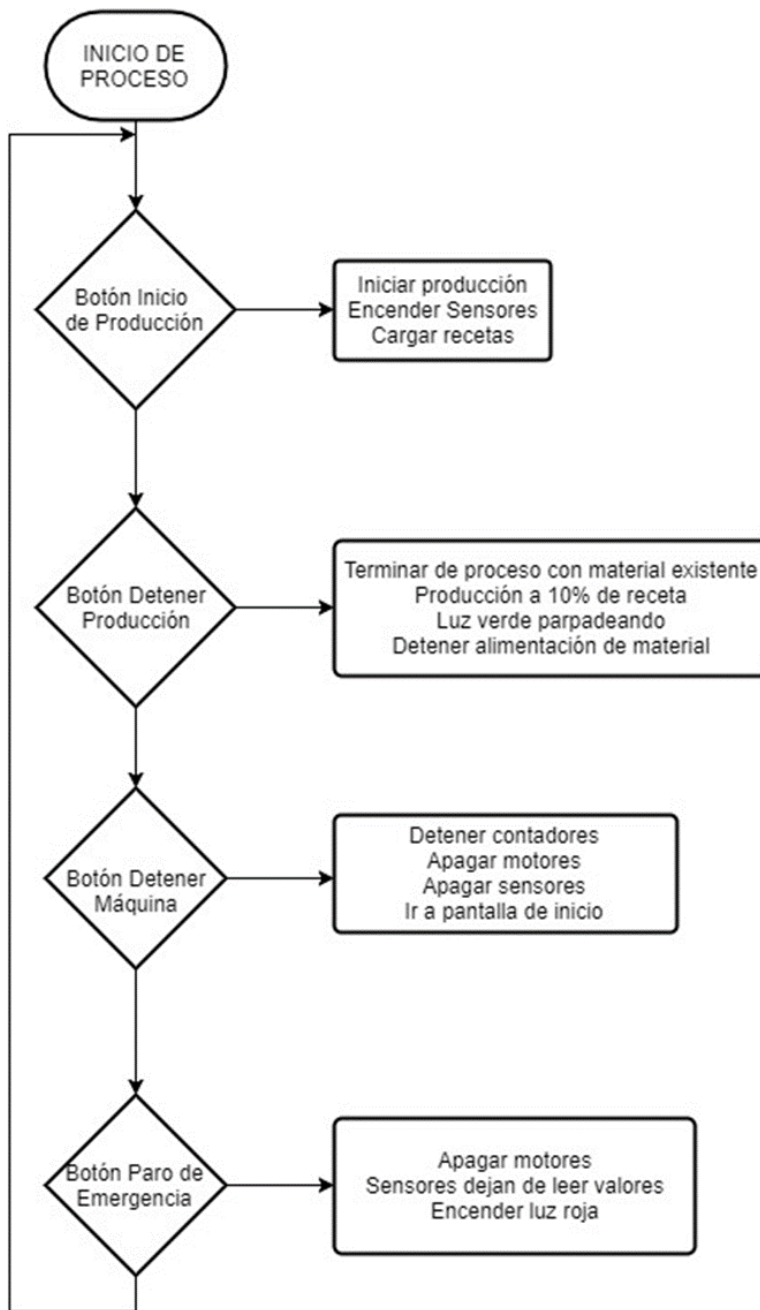 INICIO DE
PROCESO
Botón Inicio
de Producción
Iniciar producción
Encender Sensores
Cargar recetas
Botón Detener
Producción
Terminar de proceso con material existente
Producción a 10% de receta
Luz verde parpadeando
Detener alimentación de material
Botón Detener
Máquina
Detener contadores
Apagar motores
Apagar sensores
Ir a pantalla de inicio
Botón Paro de
Emergencia
Apagar motores
Sensores dejan de leer valores
Encender luz roja